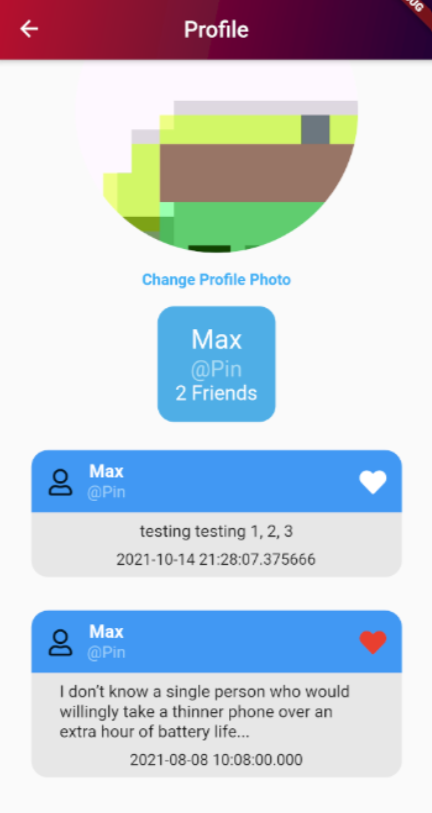 Profile
Change Profile Photo
Max
@Pin
2 Friends
Max
@Pin
testing testing 1, 2, 3
2021-10-14 21:28:07.375666
Max
@Pin
I don't know a single person who would
willingly take a thinner phone over an
extra hour of battery life...
2021-08-08 10:08:00.000